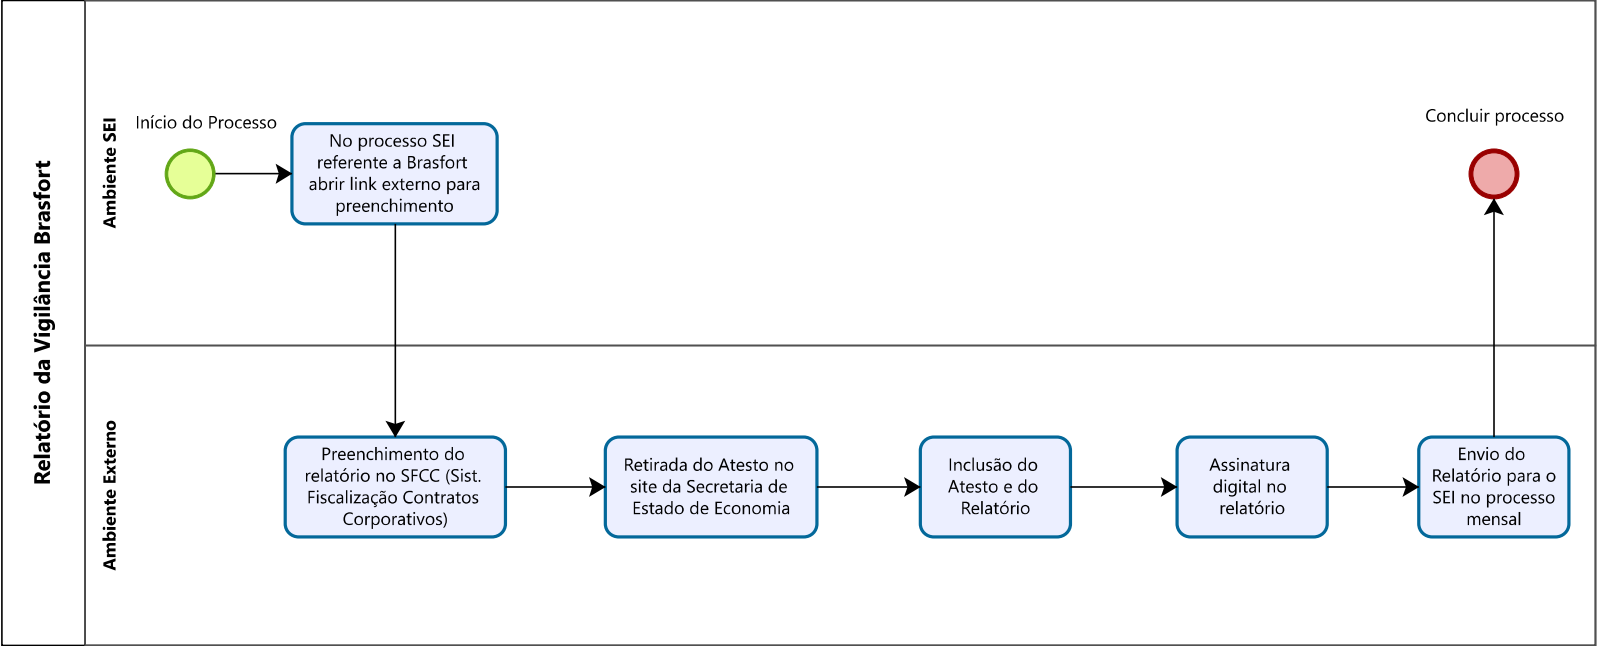 Relatório da Vigilância Brasfort
Ambiente SEI
Início do Processo
No processo SEI
referente a Brasfort
abrir link externo para
preenchimento
Concluir processo
Ambiente Externo
Preenchimento do
relatório no SFCC (Sist.
Fiscalização Contratos
Corporativos)
Retirada do Atesto no
site da Secretaria de
Estado de Economia
Inclusão do
Atesto e do
Relatório
Assinatura
digital no
relatório
Envio do
Relatório para o
SEI no processo
mensal